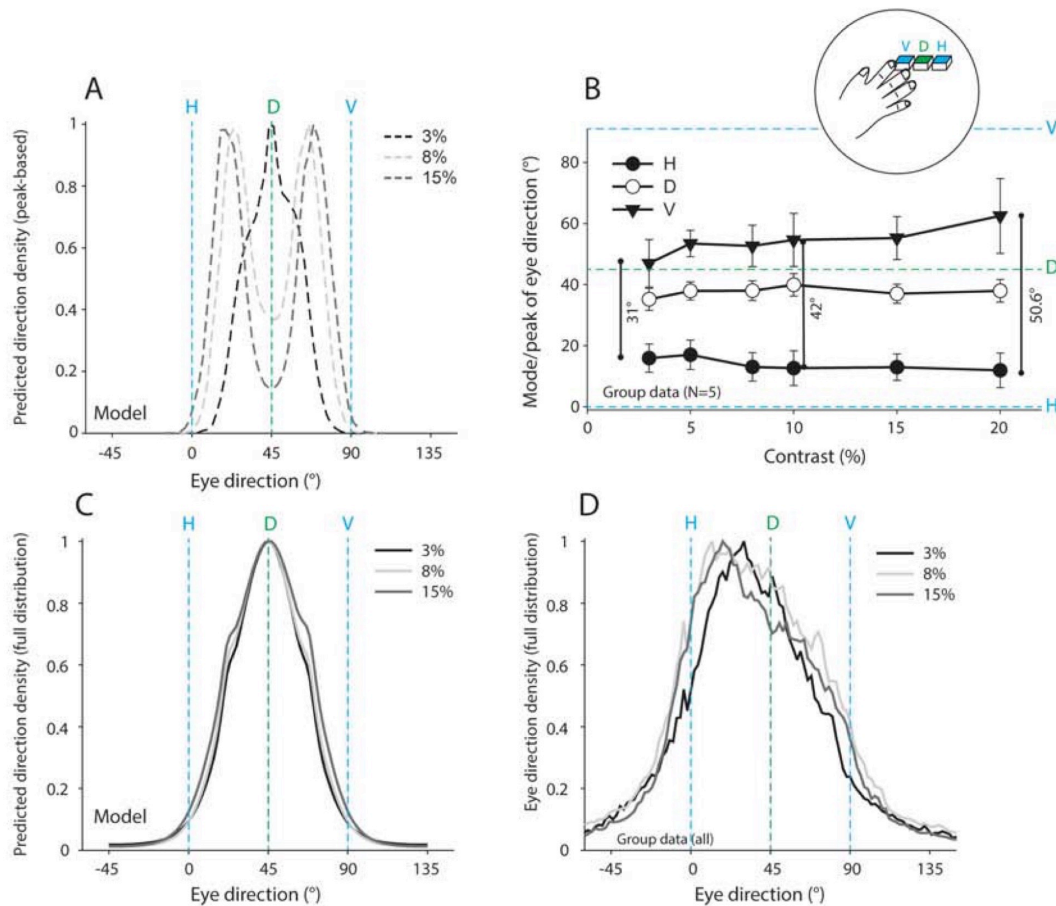 A
H D V
Predicted direction density (peak-based)
1
0.8
0.6
0.4
0.2
0
3%
8%
15%
Model
-45 0 45 90 135
Eye direction (°)
B
V D H
V
D
H
Mode/peak of eye direction (°)
80
60
40
20
0
H
D
V
31°
42°
50.6°
Group data (N=5)
0 5 10 15 20
Contrast (%)
C
H D V
Predicted direction density (full distribution)
1
0.8
0.6
0.4
0.2
0
3%
8%
15%
Model
-45 0 45 90 135
Eye direction (°)
D
H D V
Eye direction density (full distribution)
1
0.8
0.6
0.4
0.2
0
3%
8%
15%
Group data (all)
-45 0 45 90 135
Eye direction (°)